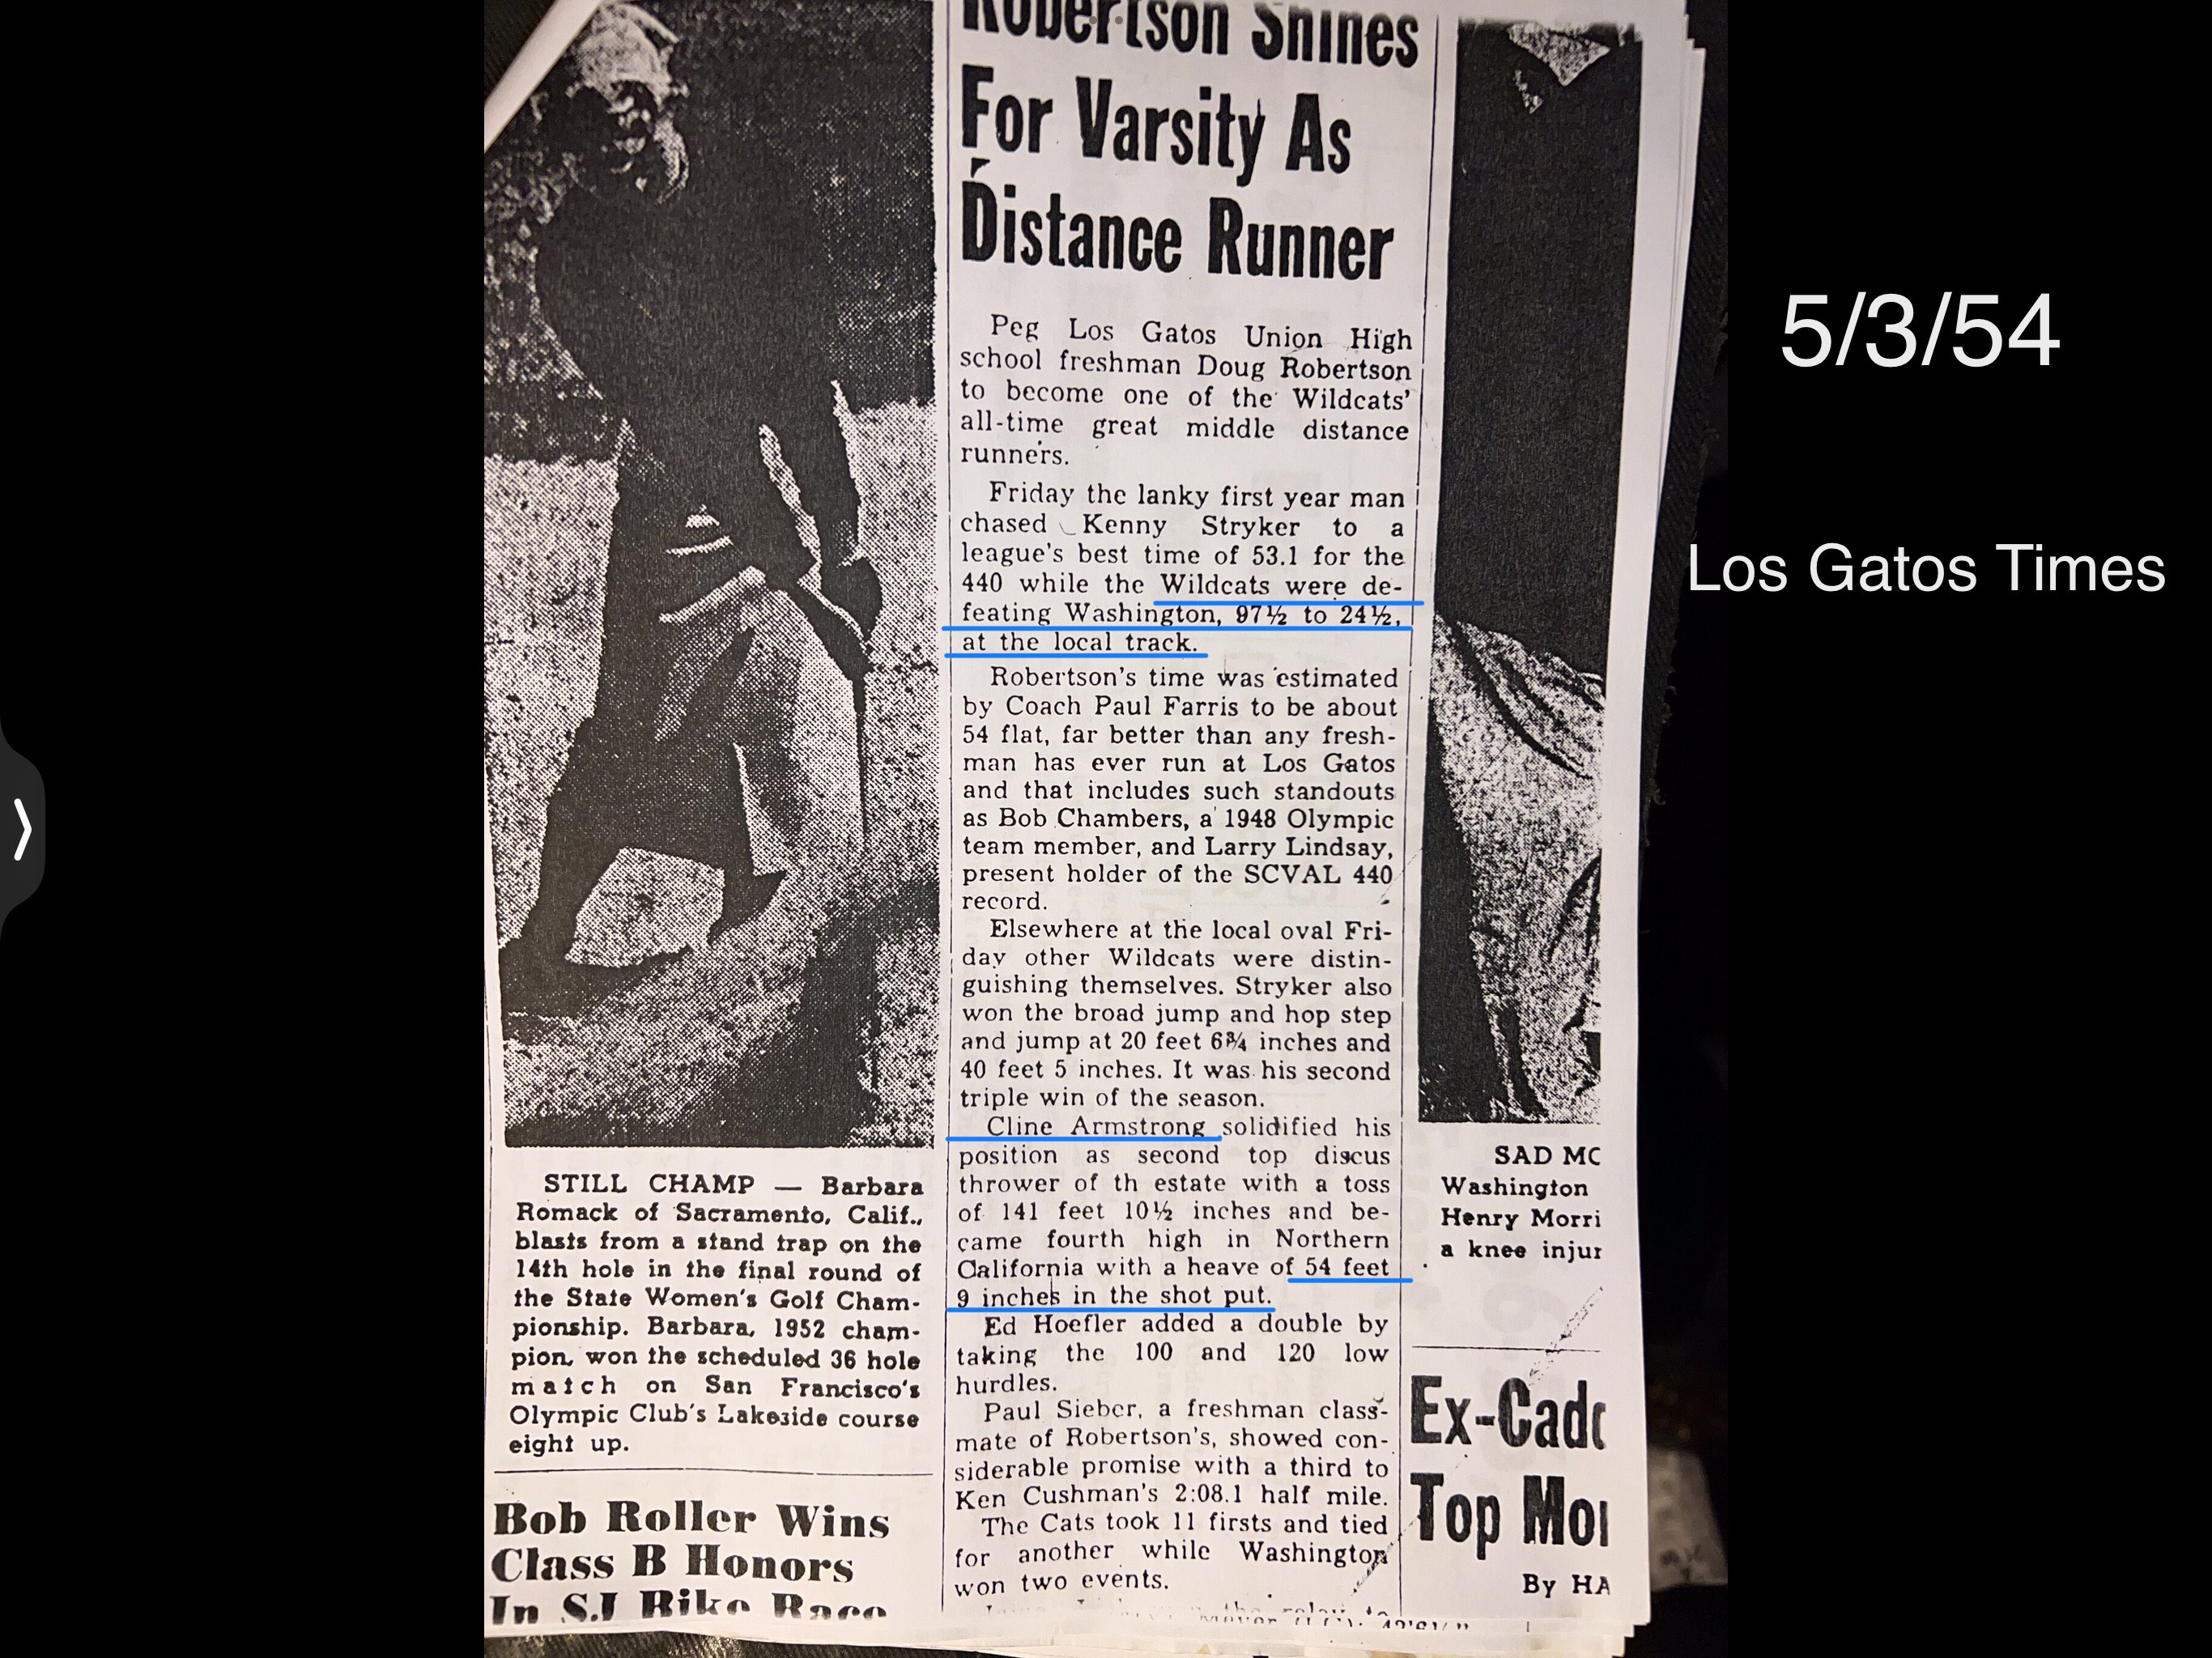 Robertson Shines
For Varsity As
Distance Runner
Peg Los Gatos Union High
school freshman Doug Robertson
to become one of the Wildcats'
all-time great middle distance
runners.
Friday the lanky first year man
chased Kenny Stryker to a
league's best time of 53.1 for the
440 while the Wildcats were de-
feating Washington, 97½ to 24½,
at the local track.
Robertson's time was estimated
by Coach Paul Farris to be about
54 flat, far better than any fresh-
man has ever run at Los Gatos
and that includes such standouts
as Bob Chambers, a 1948 Olympic
team member, and Larry Lindsay,
present holder of the SCVAL 440
record.
Elsewhere at the local oval Fri-
day other Wildcats were distin-
guishing themselves. Stryker also
won the broad jump and hop step
and jump at 20 feet 6¾ inches and
40 feet 5 inches. It was his second
triple win of the season.
Cline Armstrong solidified his
position as second top discus
thrower of th estate with a toss
of 141 feet 10½ inches and be-
came fourth high in Northern
California with a heave of 54 feet
9 inches in the shot put.
Ed Hoefler added a double by
taking the 100 and 120 low
hurdles.
Paul Sieber, a freshman class-
mate of Robertson's, showed con-
siderable promise with a third to
Ken Cushman's 2:08.1 half mile.
The Cats took 11 firsts and tied
for another while Washington
won two events.
STILL CHAMP — Barbara
Romack of Sacramento, Calif.,
blasts from a stand trap on the
14th hole in the final round of
the State Women's Golf Cham-
pionship. Barbara, 1952 cham-
pion, won the scheduled 36 hole
match on San Francisco's
Olympic Club's Lakeside course
eight up.
Bob Roller Wins
Class B Honors
In SJ Bike Race
SAD MO
Washington
Henry Morri
a knee injur
Ex-Cad
Top Mo
By HA
5/3/54
Los Gatos Times